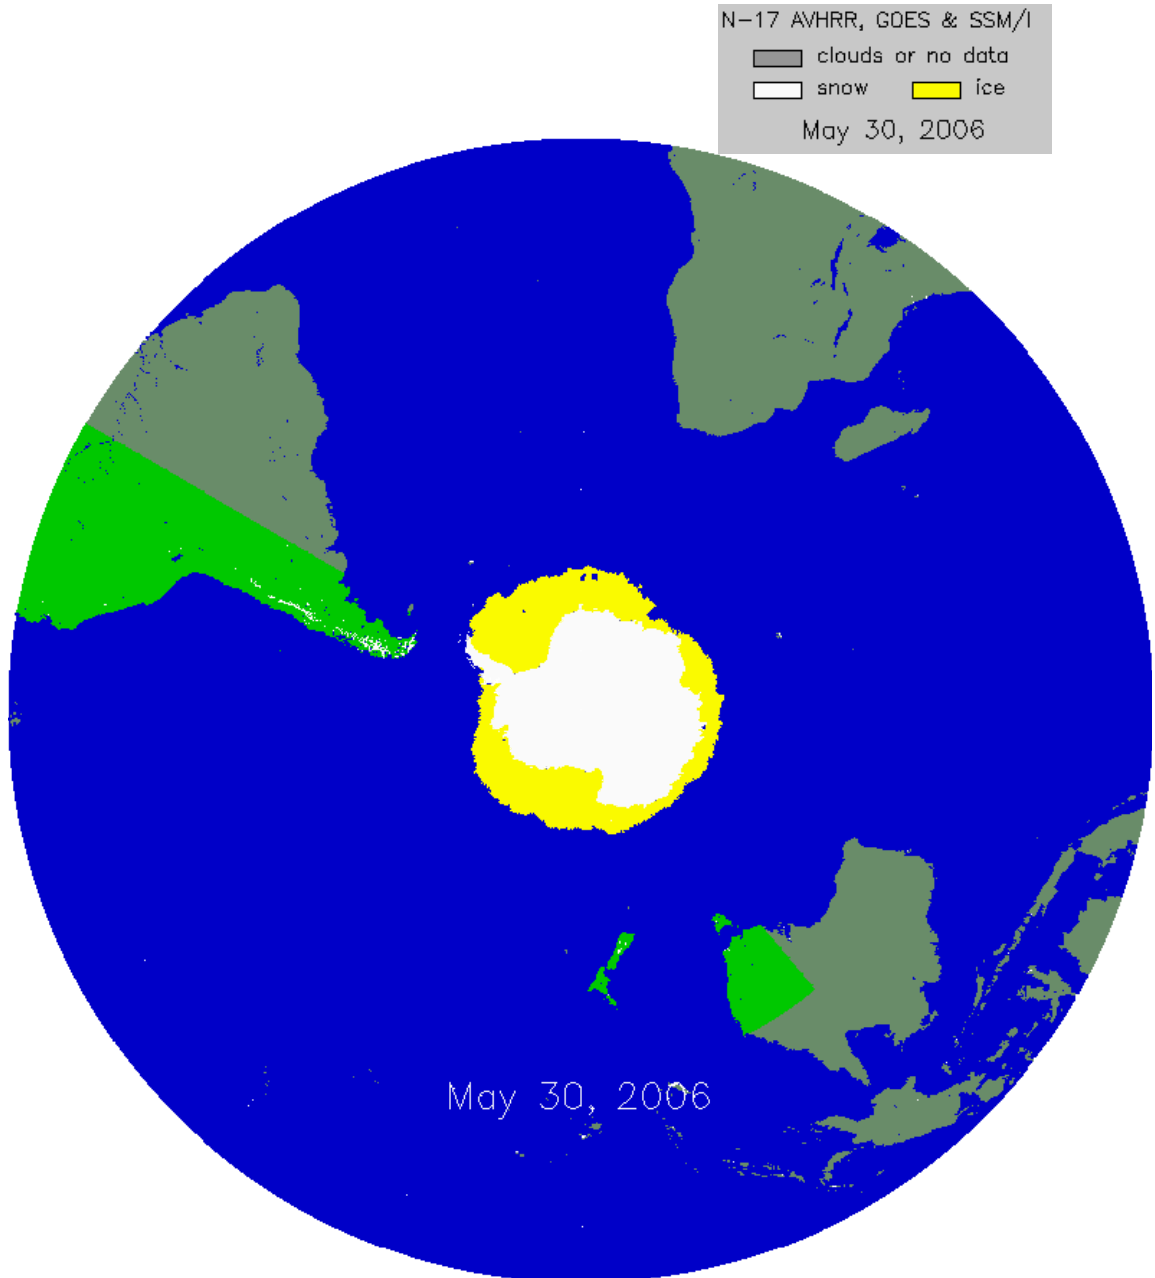 N-17 AVHRR, GOES & SSM/I
clouds or no data
snow ice
May 30, 2006
May 30, 2006